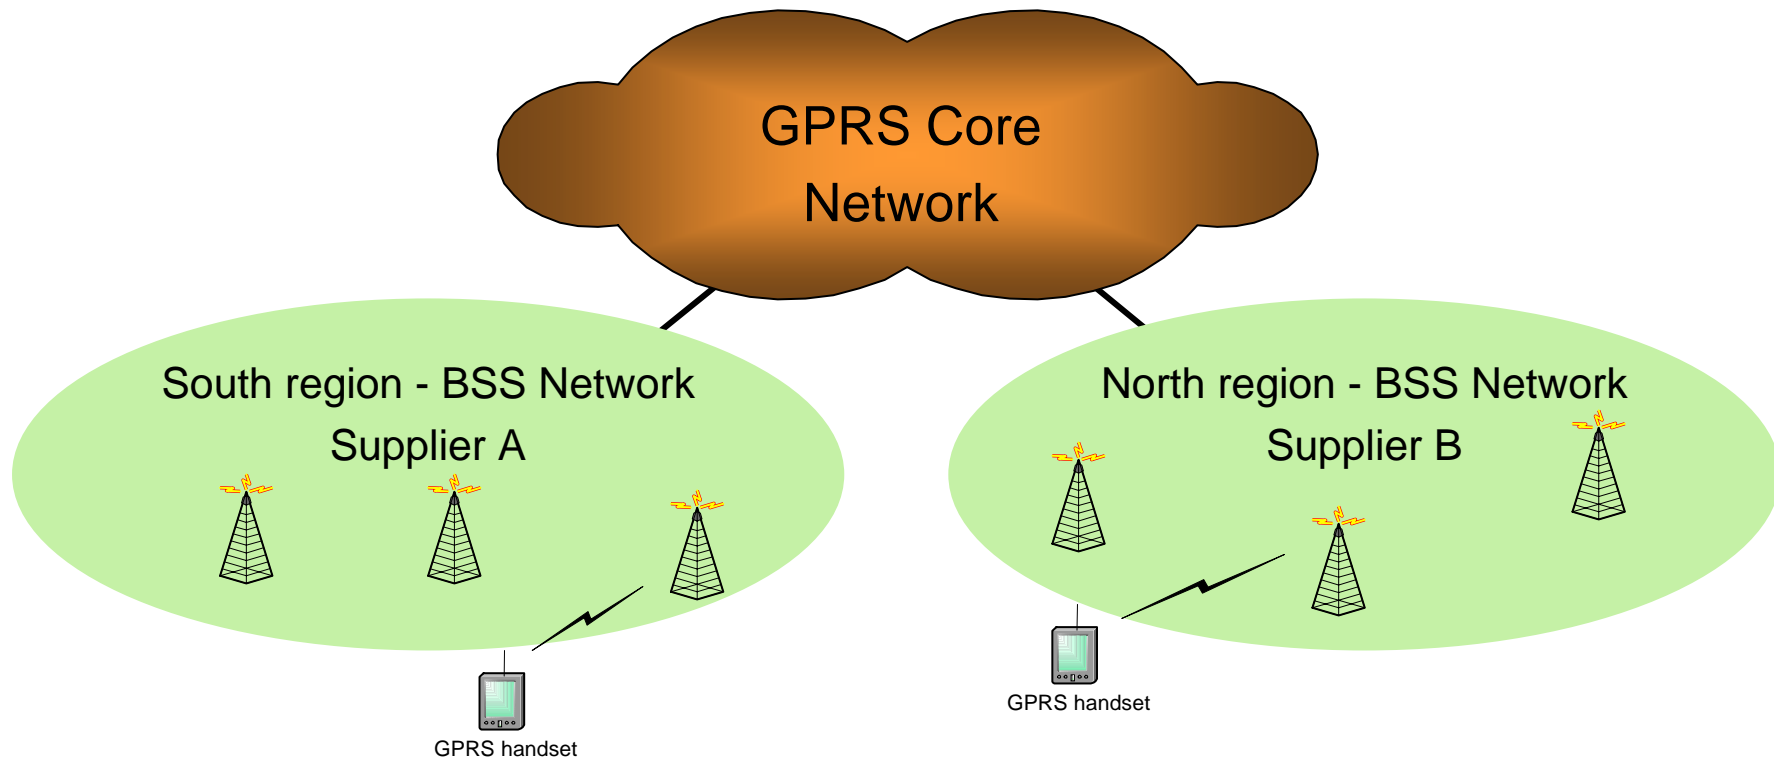 GPRS Core
Network
South region - BSS Network
Supplier A
North region - BSS Network
Supplier B
GPRS handset
GPRS handset